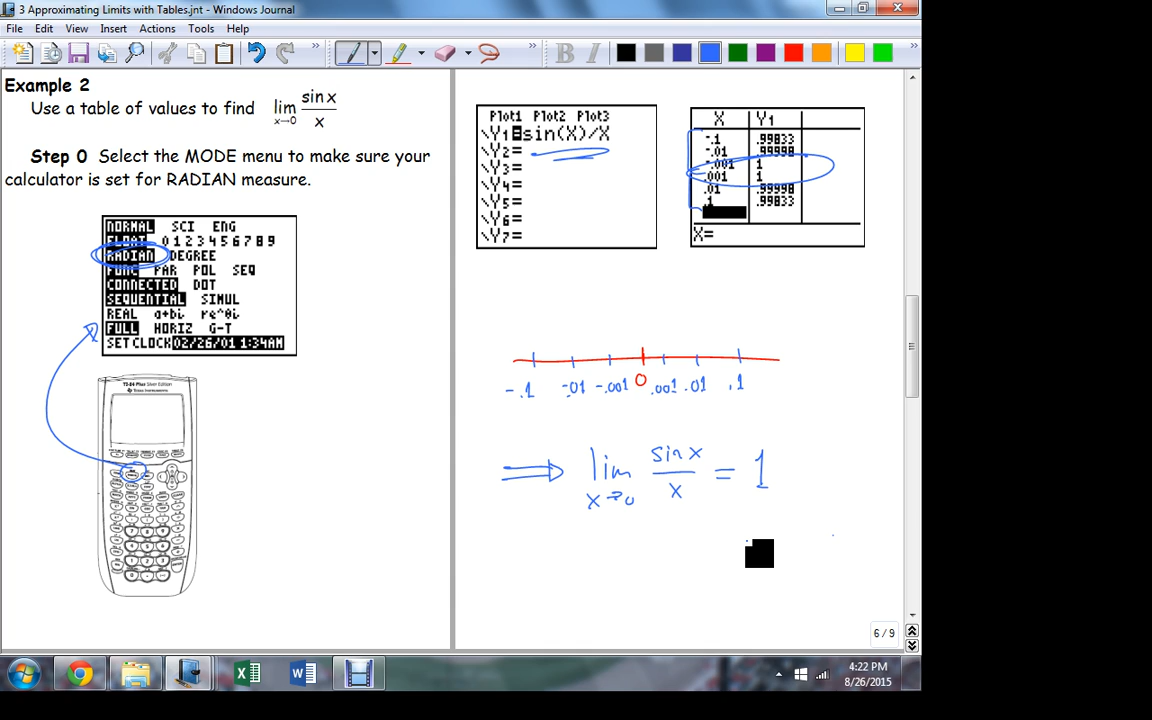 3 Approximating Limits with Tables.jnt - Windows Journal
File Edit View Insert Actions Tools Help
B I
Example 2
Use a table of values to find lim x→0 sin x / x
Step 0 Select the MODE menu to make sure your
calculator is set for RADIAN measure.
NORMAL SCI ENG
FLOAT 0 1 2 3 4 5 6 7 8 9
RADIAN DEGREE
FUNC PAR POL SEQ
CONNECTED DOT
SEQUENTIAL SIMUL
REAL a+bi re^θi
FULL HORIZ G-T
SET CLOCK 02/26/01 1:34AM
TI-84 Plus Silver Edition
Texas Instruments
Plot1 Plot2 Plot3
\Y1=sin(X)/X
\Y2=
\Y3=
\Y4=
\Y5=
\Y6=
\Y7=
X Y1
-.1 .99833
-.01 .99998
-.001 1
.001 1
.01 .99998
.1 .99833
X=
-.1 -.01 -.001 0 .001 .01 .1
⇒ lim x→0 sin x / x = 1
6 / 9
4:22 PM
8/26/2015